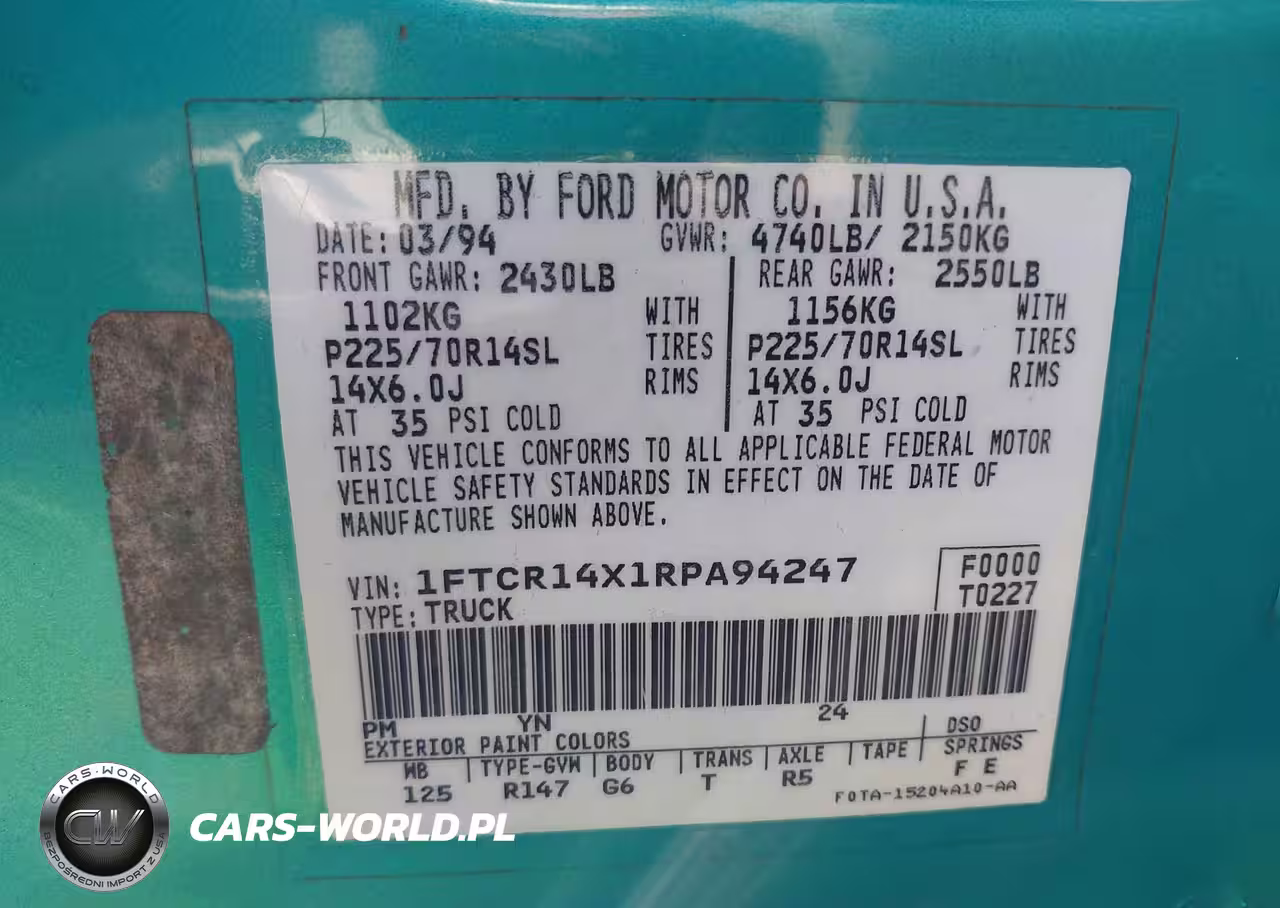 MFD. BY FORD MOTOR CO. IN U.S.A.
DATE: 03/94 GVWR: 4740LB/ 2150KG
FRONT GAWR: 2430LB REAR GAWR: 2550LB
1102KG WITH 1156KG WITH
P225/70R14SL TIRES P225/70R14SL TIRES
14X6.0J RIMS 14X6.0J RIMS
AT 35 PSI COLD AT 35 PSI COLD
THIS VEHICLE CONFORMS TO ALL APPLICABLE FEDERAL MOTOR
VEHICLE SAFETY STANDARDS IN EFFECT ON THE DATE OF
MANUFACTURE SHOWN ABOVE.
VIN: 1FTCR14X1RPA94247 F0000
TYPE: TRUCK T0227
PM YN 24
EXTERIOR PAINT COLORS DSO
WB TYPE-GVW BODY TRANS AXLE TAPE SPRINGS
125 R147 G6 T R5 F E
F0TA-15204A10-AA
CARS-WORLD
CW
BEZPOŚREDNI IMPORT Z USA
CARS-WORLD.PL